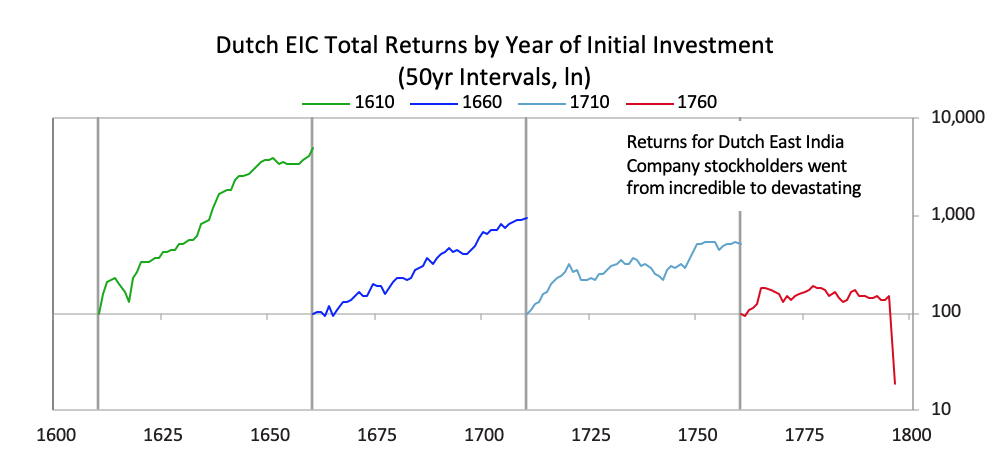 Dutch EIC Total Returns by Year of Initial Investment
(50yr Intervals, ln)
1610 1660 1710 1760
10,000
Returns for Dutch East India
Company stockholders went
from incredible to devastating
1,000
100
10
1600 1625 1650 1675 1700 1725 1750 1775 1800